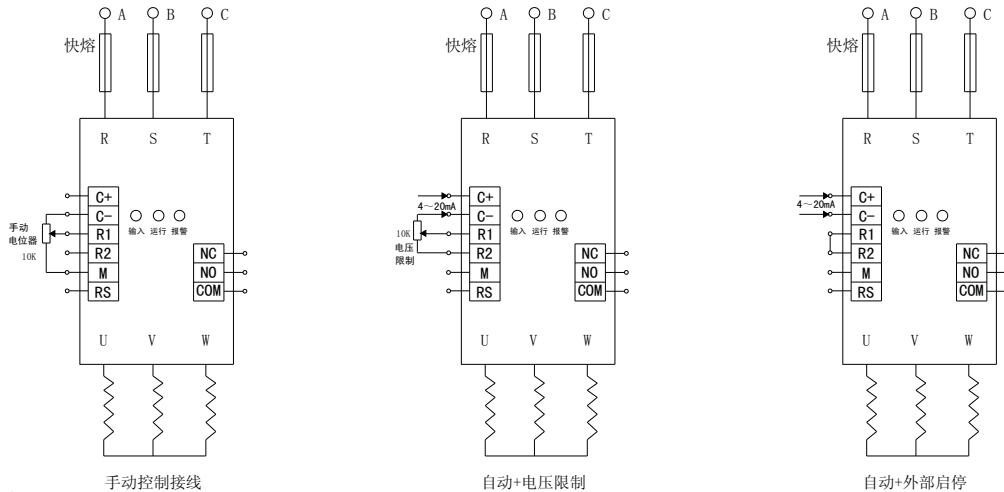 A B C
快熔
R S T
C+
C-
R1
R2
M
RS
手动
电位器
10K
输入 运行 报警
NC
NO
COM
U V W
手动控制接线
A B C
快熔
R S T
C+
4～20mA
C-
R1
R2
M
RS
10K
电压
限制
输入 运行 报警
NC
NO
COM
U V W
自动+电压限制
A B C
快熔
R S T
C+
4～20mA
C-
R1
R2
M
RS
输入 运行 报警
NC
NO
COM
U V W
自动+外部启停